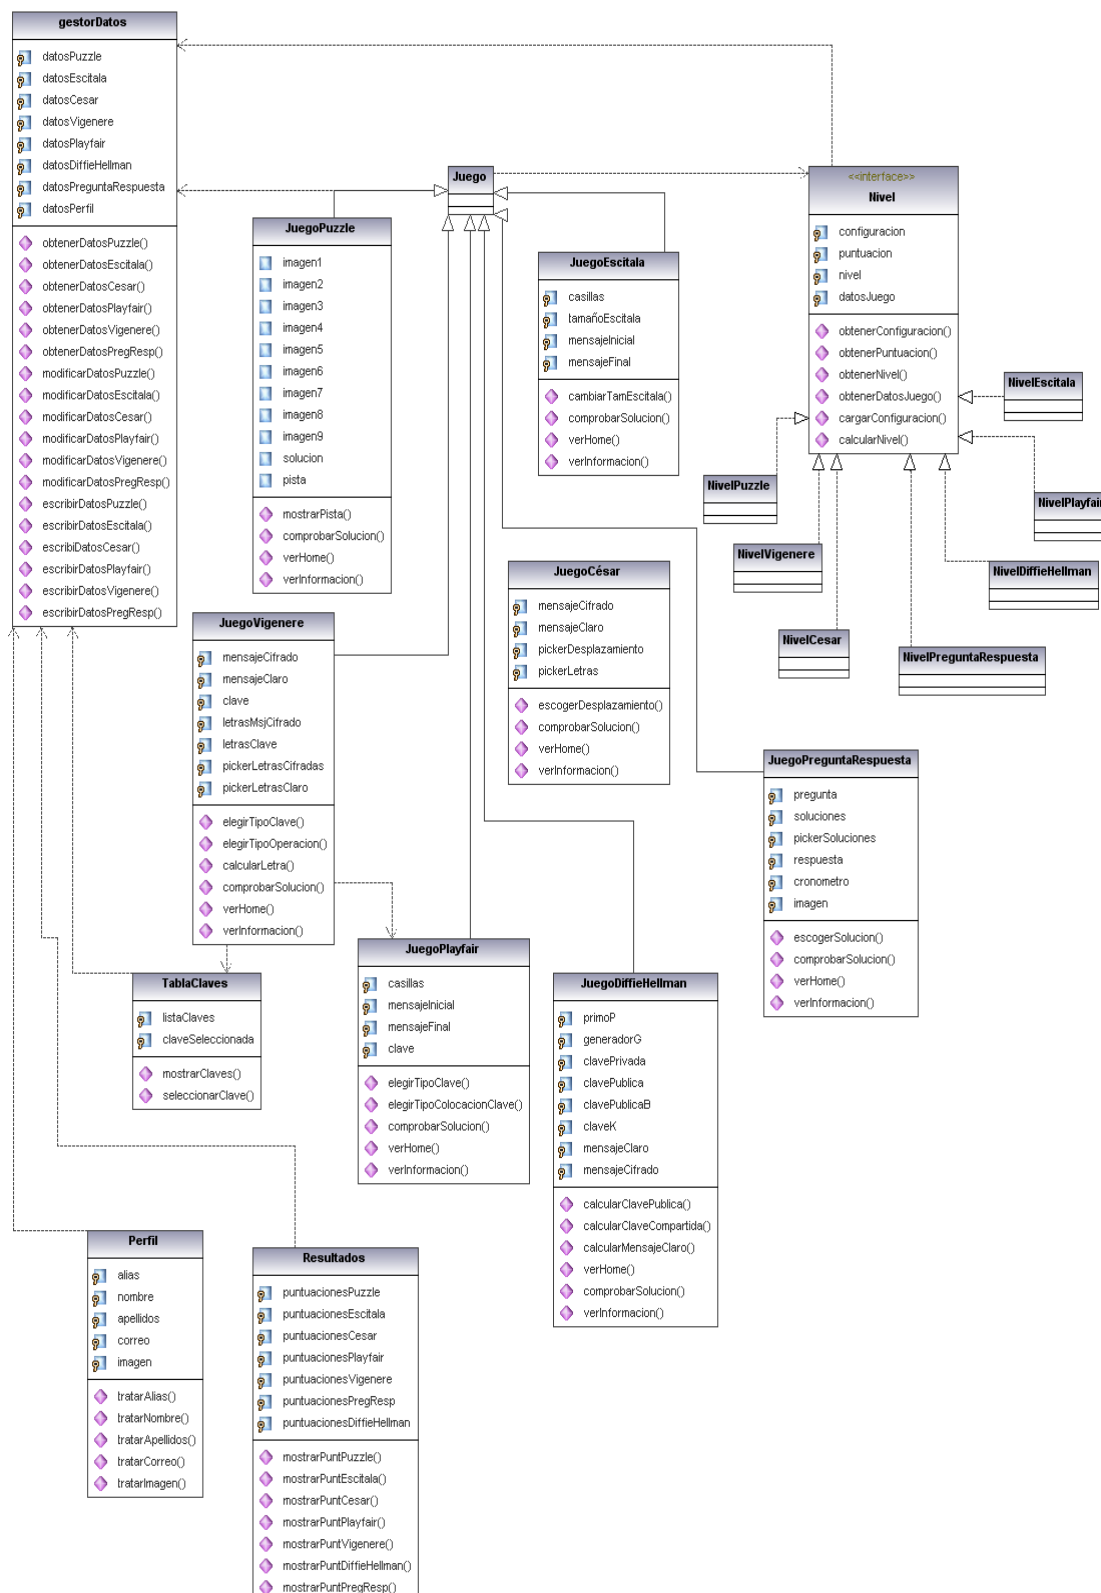 gestorDatos
datosPuzzle
datosEscitala
datosCesar
datosVigenere
datosPlayfair
datosDiffieHellman
datosPreguntaRespuesta
datosPerfil
obtenerDatosPuzzle()
obtenerDatosEscitala()
obtenerDatosCesar()
obtenerDatosPlayfair()
obtenerDatosVigenere()
obtenerDatosPregResp()
modificarDatosPuzzle()
modificarDatosEscitala()
modificarDatosCesar()
modificarDatosPlayfair()
modificarDatosVigenere()
modificarDatosPregResp()
escribirDatosPuzzle()
escribirDatosEscitala()
escribiDatosCesar()
escribirDatosPlayfair()
escribirDatosVigenere()
escribirDatosPregResp()
Juego
JuegoPuzzle
imagen1
imagen2
imagen3
imagen4
imagen5
imagen6
imagen7
imagen8
imagen9
solucion
pista
mostrarPista()
comprobarSolucion()
verHome()
verInformacion()
JuegoEscitala
casillas
tamañoEscitala
mensajeInicial
mensajeFinal
cambiarTamEscitala()
comprobarSolucion()
verHome()
verInformacion()
<<interface>>
Nivel
configuracion
puntuacion
nivel
datosJuego
obtenerConfiguracion()
obtenerPuntuacion()
obtenerNivel()
obtenerDatosJuego()
cargarConfiguracion()
calcularNivel()
NivelEscitala
NivelPuzzle
NivelPlayfair
NivelVigenere
NivelDiffieHellman
NivelCesar
NivelPreguntaRespuesta
JuegoCésar
mensajeCifrado
mensajeClaro
pickerDesplazamiento
pickerLetras
escogerDesplazamiento()
comprobarSolucion()
verHome()
verInformacion()
JuegoVigenere
mensajeCifrado
mensajeClaro
clave
letrasMsjCifrado
letrasClave
pickerLetrasCifradas
pickerLetrasClaro
elegirTipoClave()
elegirTipoOperacion()
calcularLetra()
comprobarSolucion()
verHome()
verInformacion()
JuegoPreguntaRespuesta
pregunta
soluciones
pickerSoluciones
respuesta
cronometro
imagen
escogerSolucion()
comprobarSolucion()
verHome()
verInformacion()
TablaClaves
listaClaves
claveSeleccionada
mostrarClaves()
seleccionarClave()
JuegoPlayfair
casillas
mensajeInicial
mensajeFinal
clave
elegirTipoClave()
elegirTipoColocacionClave()
comprobarSolucion()
verHome()
verInformacion()
JuegoDiffieHellman
primoP
generadorG
clavePrivada
clavePublica
clavePublicaB
claveK
mensajeClaro
mensajeCifrado
calcularClavePublica()
calcularClaveCompartida()
calcularMensajeClaro()
verHome()
comprobarSolucion()
verInformacion()
Perfil
alias
nombre
apellidos
correo
imagen
tratarAlias()
tratarNombre()
tratarApellidos()
tratarCorreo()
tratarImagen()
Resultados
puntuacionesPuzzle
puntuacionesEscitala
puntuacionesCesar
puntuacionesPlayfair
puntuacionesVigenere
puntuacionesPregResp
puntuacionesDiffieHellman
mostrarPuntPuzzle()
mostrarPuntEscitala()
mostrarPuntCesar()
mostrarPuntPlayfair()
mostrarPuntVigenere()
mostrarPuntDiffieHellman()
mostrarPuntPregResp()